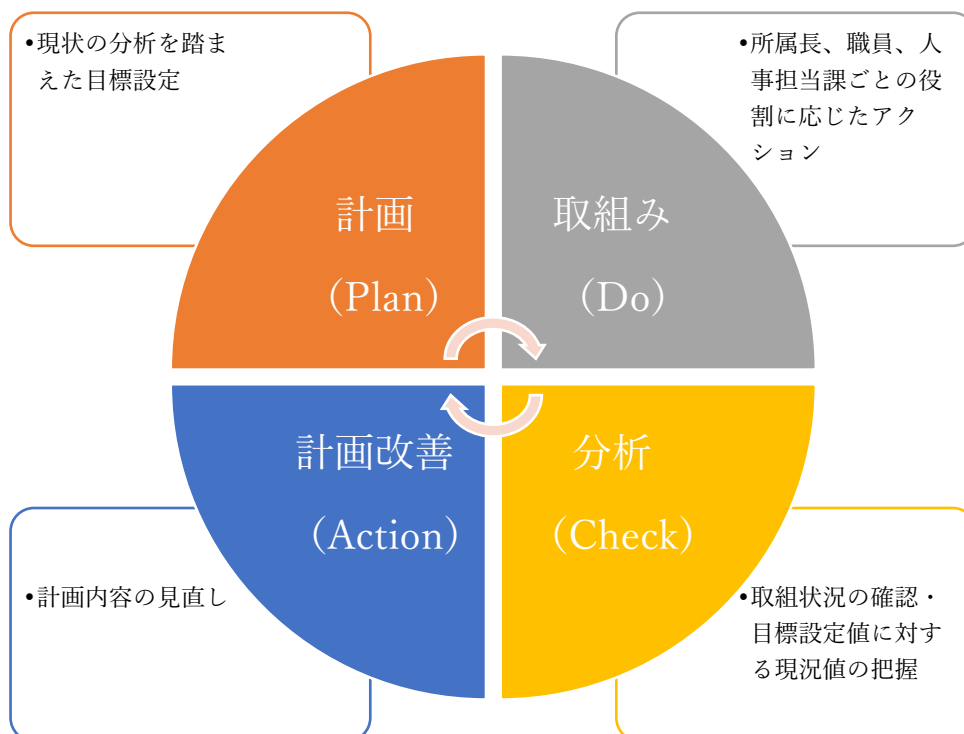 •現状の分析を踏ま
えた目標設定
•所属長、職員、人
事担当課ごとの役
割に応じたアク
ション
計画
(Plan)
取組み
(Do)
計画改善
(Action)
分析
(Check)
•計画内容の見直し
•取組状況の確認・
目標設定値に対す
る現況値の把握